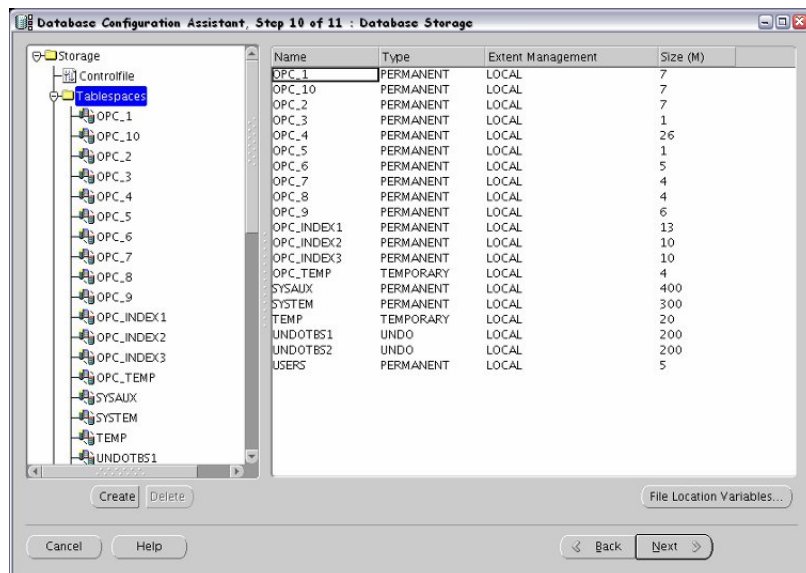 Database Configuration Assistant, Step 10 of 11 : Database Storage
Storage
Controlfile
Tablespaces
OPC_1
OPC_10
OPC_2
OPC_3
OPC_4
OPC_5
OPC_6
OPC_7
OPC_8
OPC_9
OPC_INDEX1
OPC_INDEX2
OPC_INDEX3
OPC_TEMP
SYSAUX
SYSTEM
TEMP
UNDOTBS1
Name Type Extent Management Size (M)
OPC_1 PERMANENT LOCAL 7
OPC_10 PERMANENT LOCAL 7
OPC_2 PERMANENT LOCAL 7
OPC_3 PERMANENT LOCAL 1
OPC_4 PERMANENT LOCAL 26
OPC_5 PERMANENT LOCAL 1
OPC_6 PERMANENT LOCAL 5
OPC_7 PERMANENT LOCAL 4
OPC_8 PERMANENT LOCAL 4
OPC_9 PERMANENT LOCAL 6
OPC_INDEX1 PERMANENT LOCAL 13
OPC_INDEX2 PERMANENT LOCAL 10
OPC_INDEX3 PERMANENT LOCAL 10
OPC_TEMP TEMPORARY LOCAL 4
SYSAUX PERMANENT LOCAL 400
SYSTEM PERMANENT LOCAL 300
TEMP TEMPORARY LOCAL 20
UNDOTBS1 UNDO LOCAL 200
UNDOTBS2 UNDO LOCAL 200
USERS PERMANENT LOCAL 5
Create Delete File Location Variables...
Cancel Help Back Next